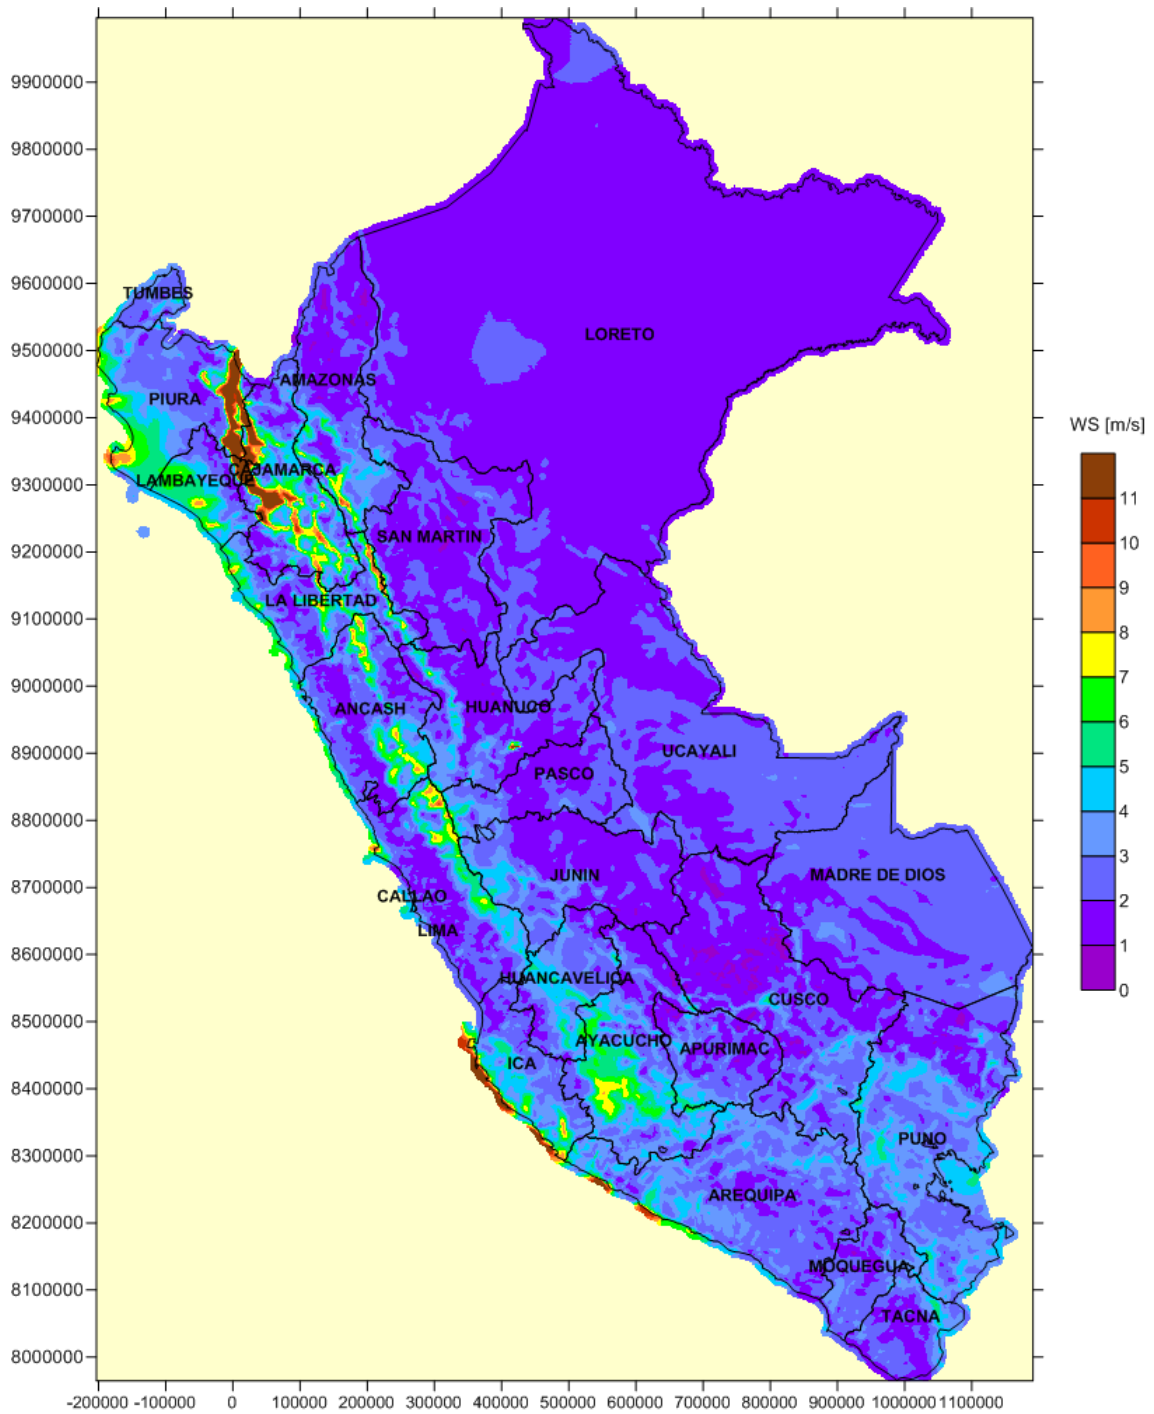 9900000
9800000
9700000
9600000
9500000
9400000
9300000
9200000
9100000
9000000
8900000
8800000
8700000
8600000
8500000
8400000
8300000
8200000
8100000
8000000
TUMBES
LORETO
AMAZONAS
PIURA
CAJAMARCA
LAMBAYEQUE
SAN MARTIN
LA LIBERTAD
ANCASH
HUANUCO
UCAYALI
PASCO
JUNIN
MADRE DE DIOS
CALLAO
LIMA
HUANCAVELICA
CUSCO
AYACUCHO
APURIMAC
ICA
PUNO
AREQUIPA
MOQUEGUA
TACNA
-200000 -100000 0 100000 200000 300000 400000 500000 600000 700000 800000 900000 1000000 1100000
WS [m/s]
11
10
9
8
7
6
5
4
3
2
1
0